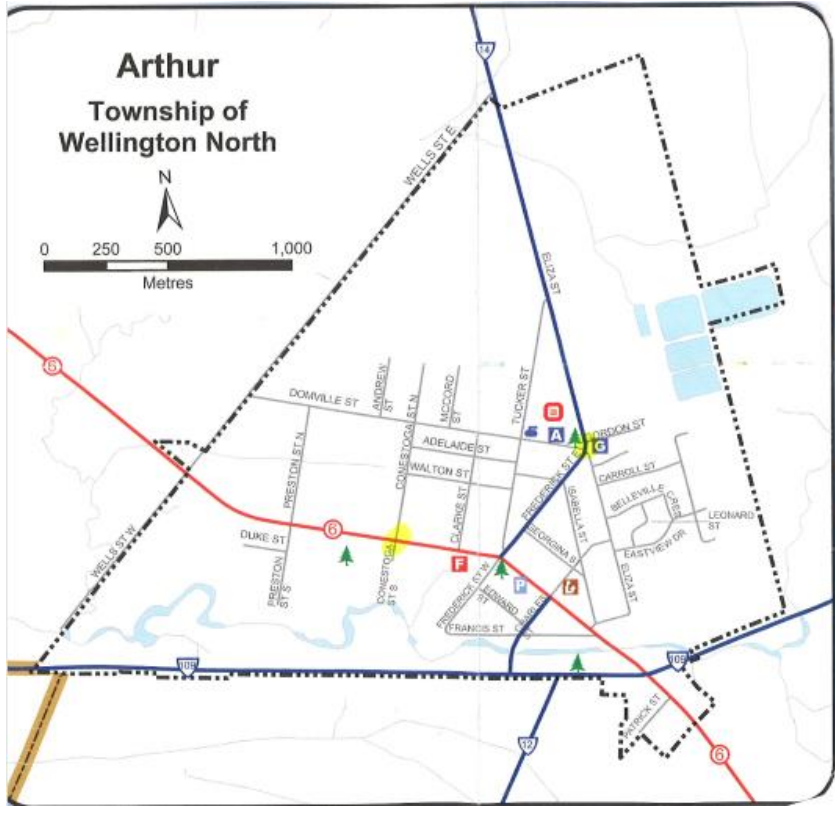 Arthur
Township of
Wellington North
N
0 250 500 1,000
Metres
14
WELLS ST E
ELIZA ST
6
DOMVILLE ST
ANDREW
ST
CONESTOGA ST N
MCCORD
ST
TUCKER ST
ADELAIDE ST
WALTON ST
PRESTON ST N
CLARKE ST
A
G
ORDON ST
FREDERICK ST E
CARROLL ST
ISABELLA ST
BELLEVILLE
CRES
LEONARD
ST
EASTVIEW DR
GEORGINA S
ELIZA ST
6
DUKE ST
PRESTON
ST S
CONESTOGA
ST S
WELLS ST W
F
P
L
FREDERICK ST W
EDWARD
ST
CHARLES
ST
FRANCIS ST
109
109
PATRICK ST
12
6